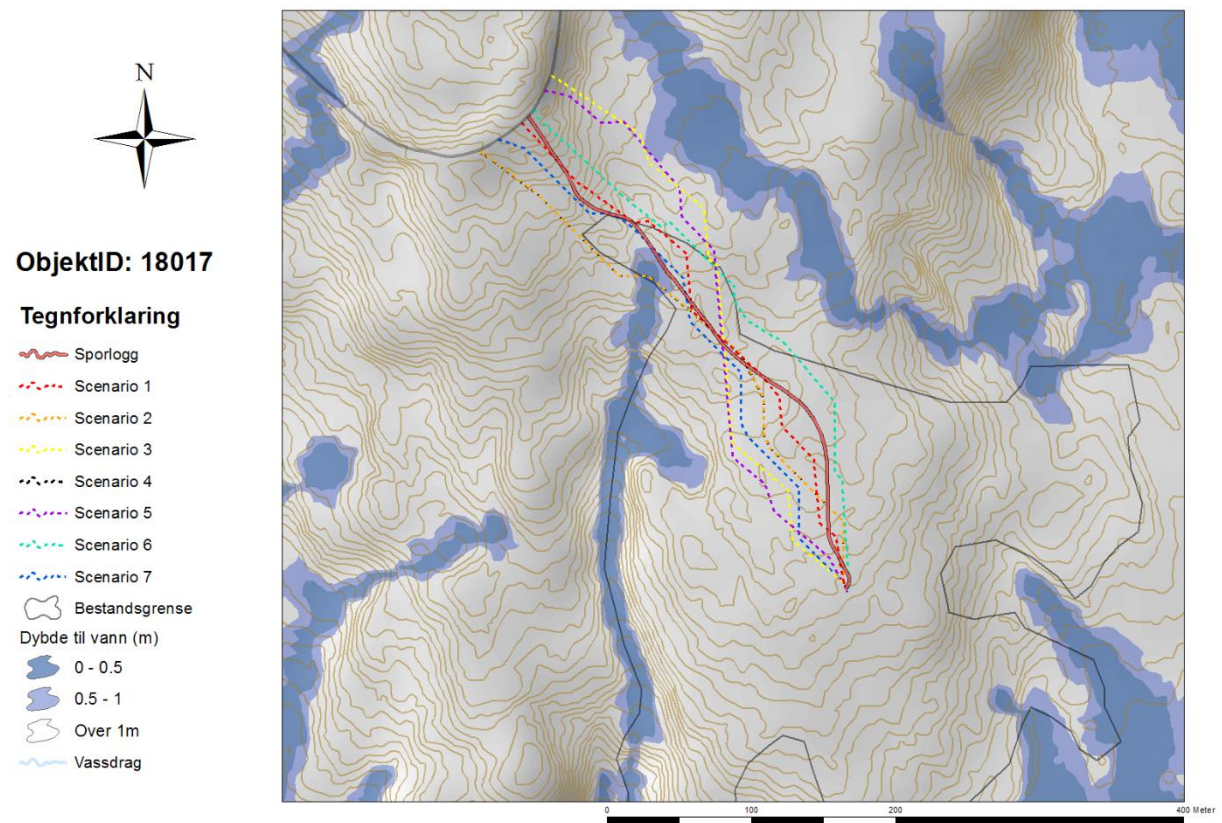 N
ObjektID: 18017
Tegnforklaring
Sporlogg
Scenario 1
Scenario 2
Scenario 3
Scenario 4
Scenario 5
Scenario 6
Scenario 7
Bestandsgrense
Dybde til vann (m)
0 - 0.5
0.5 - 1
Over 1m
Vassdrag
0 100 200 400 Meter